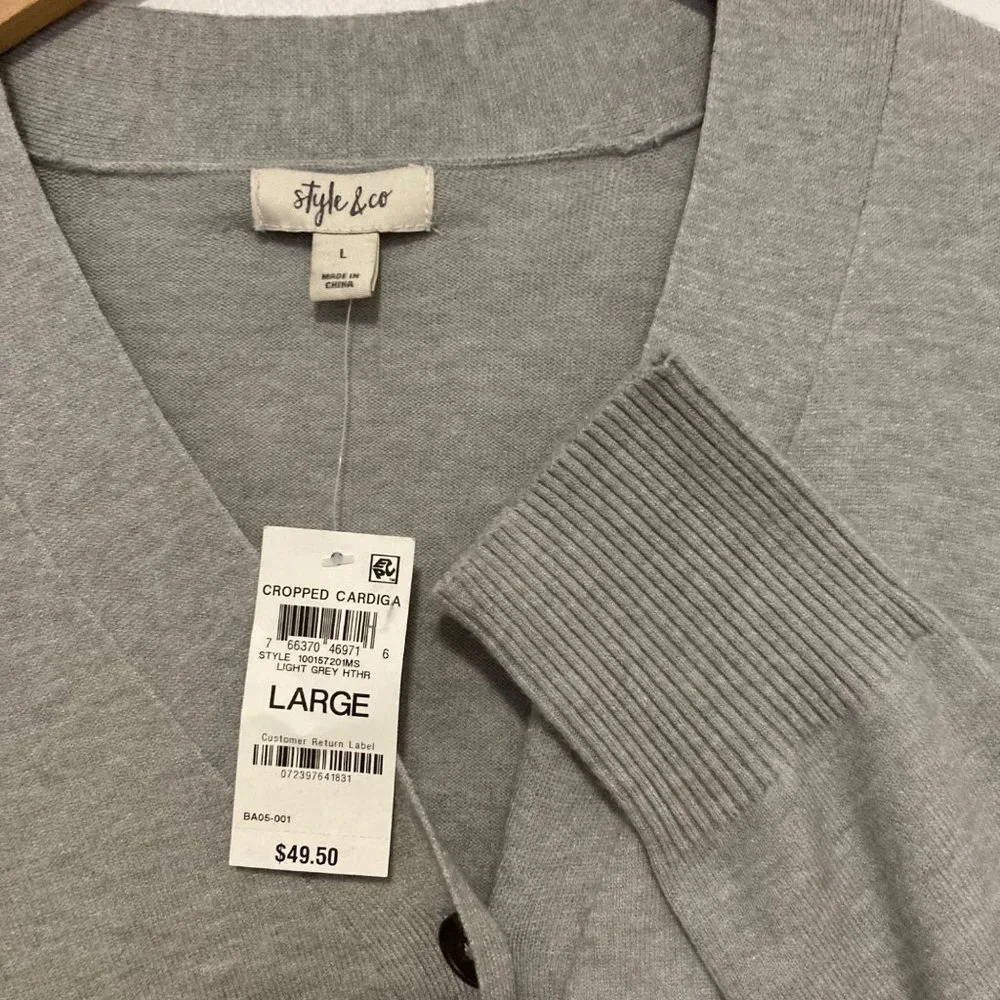 style & co
L
MADE IN
CHINA
CROPPED CARDIGA
7 66370 46971 6
STYLE 100157201MS
LIGHT GREY HTHR
LARGE
Customer Return Label
072397641831
BA05-001
$49.50